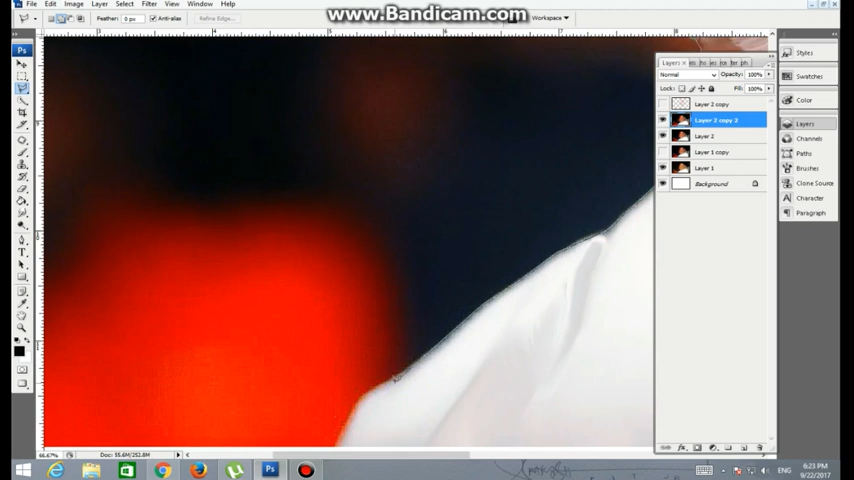 www.Bandicam.com
File Edit Image Layer Select Filter View Window Help
Feather: 0 px Anti-alias Refine Edge... Workspace
Ps
Layers
Normal Opacity: 100%
Lock: Fill: 100%
Layer 2 copy
Layer 2 copy 2
Layer 2
Layer 1 copy
Layer 1
Background
Styles
Swatches
Color
Layers
Channels
Paths
Brushes
Clone Source
Character
Paragraph
66.67% Doc: 55.6M/252.8M
ENG 6:23 PM
9/22/2017